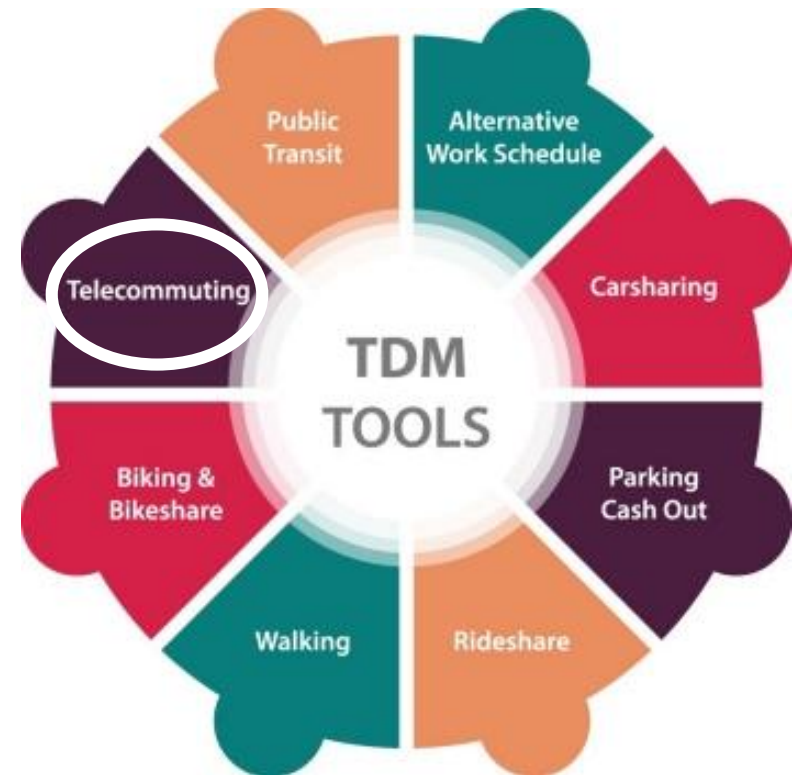 TDM
TOOLS
Public
Transit
Alternative
Work Schedule
Carsharing
Parking
Cash Out
Rideshare
Walking
Biking &
Bikeshare
Telecommuting